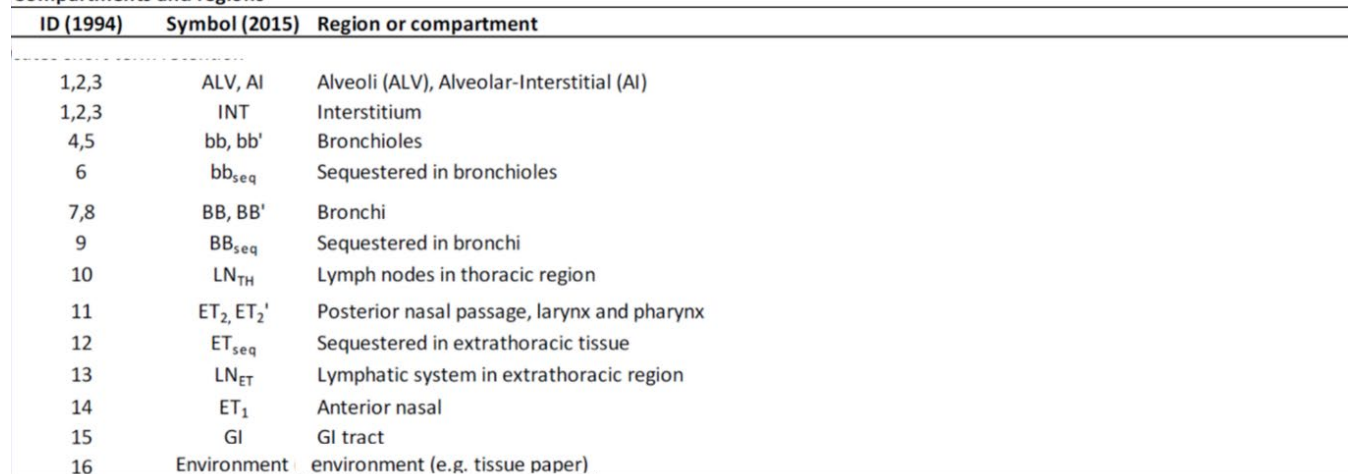 ID (1994) Symbol (2015) Region or compartment
1,2,3 ALV, AI Alveoli (ALV), Alveolar-Interstitial (AI)
1,2,3 INT Interstitium
4,5 bb, bb' Bronchioles
6 bbseq Sequestered in bronchioles
7,8 BB, BB' Bronchi
9 BBseq Sequestered in bronchi
10 LNTH Lymph nodes in thoracic region
11 ET2, ET2' Posterior nasal passage, larynx and pharynx
12 ETseq Sequestered in extrathoracic tissue
13 LNET Lymphatic system in extrathoracic region
14 ET1 Anterior nasal
15 GI GI tract
16 Environment environment (e.g. tissue paper)